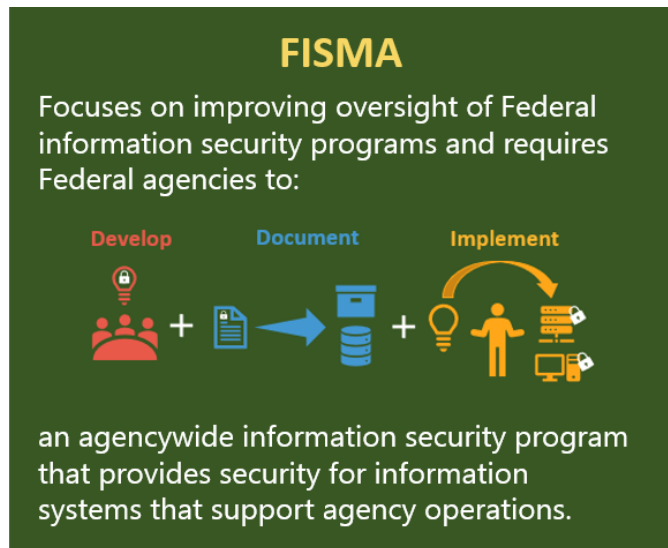 FISMA
Focuses on improving oversight of Federal
information security programs and requires
Federal agencies to:
Develop Document Implement
+ +
an agencywide information security program
that provides security for information
systems that support agency operations.